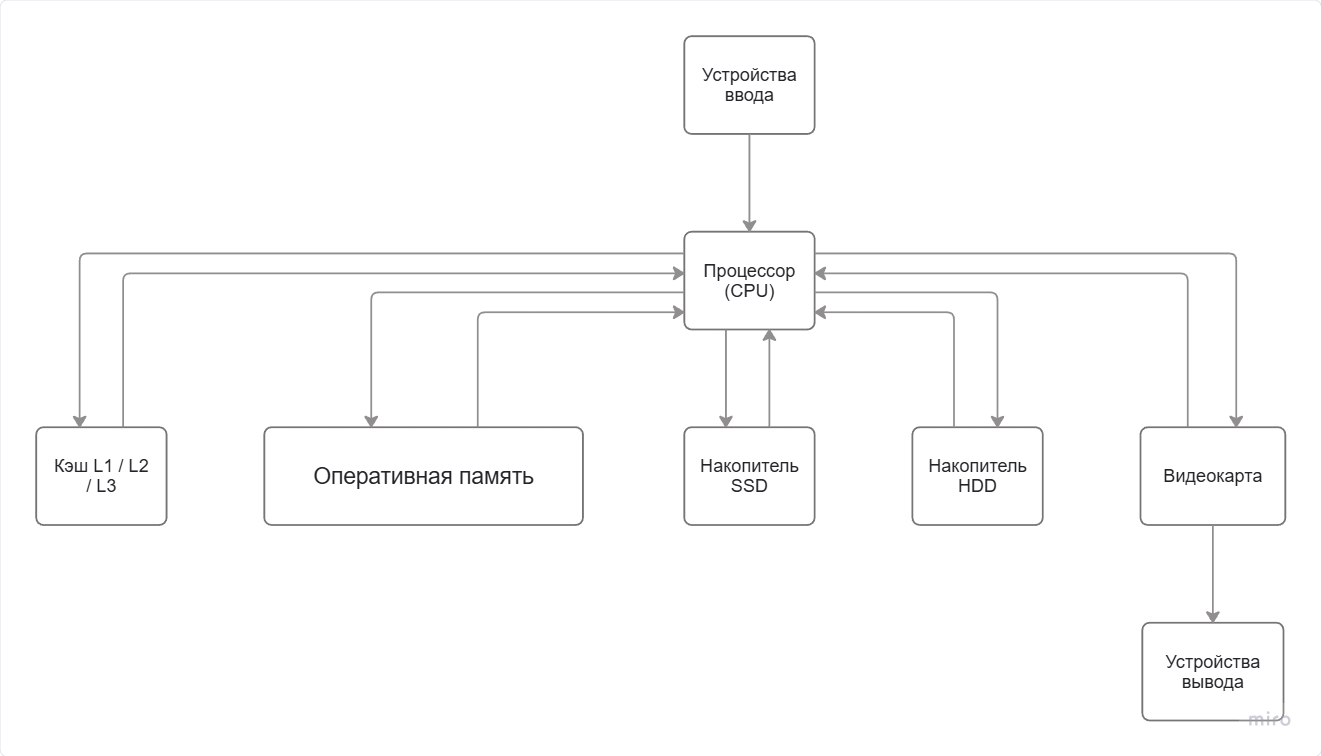 Устройства
ввода
Процессор
(CPU)
Кэш L1 / L2
/ L3
Оперативная память
Накопитель
SSD
Накопитель
HDD
Видеокарта
Устройства
вывода
miro